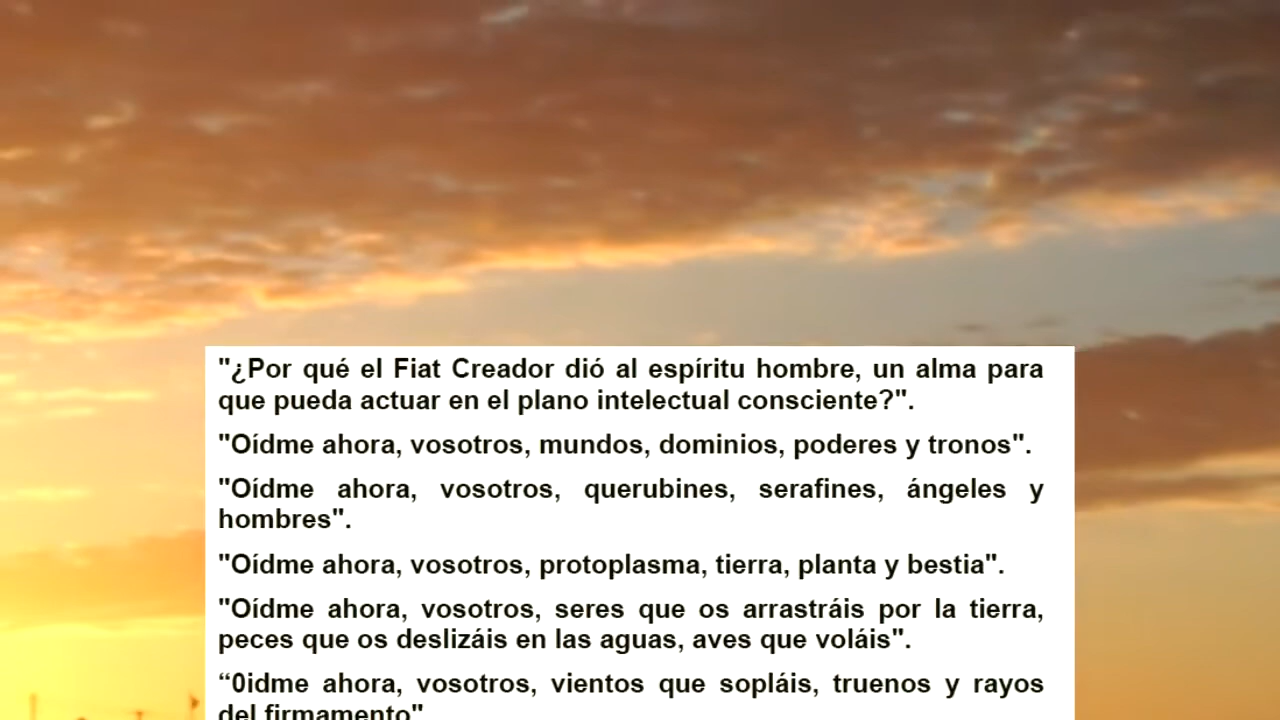 "¿Por qué el Fiat Creador dió al espíritu hombre, un alma para
que pueda actuar en el plano intelectual consciente?".
"Oídme ahora, vosotros, mundos, dominios, poderes y tronos".
"Oídme ahora, vosotros, querubines, serafines, ángeles y
hombres".
"Oídme ahora, vosotros, protoplasma, tierra, planta y bestia".
"Oídme ahora, vosotros, seres que os arrastráis por la tierra,
peces que os deslizáis en las aguas, aves que voláis".
“0idme ahora, vosotros, vientos que sopláis, truenos y rayos
del firmamento"